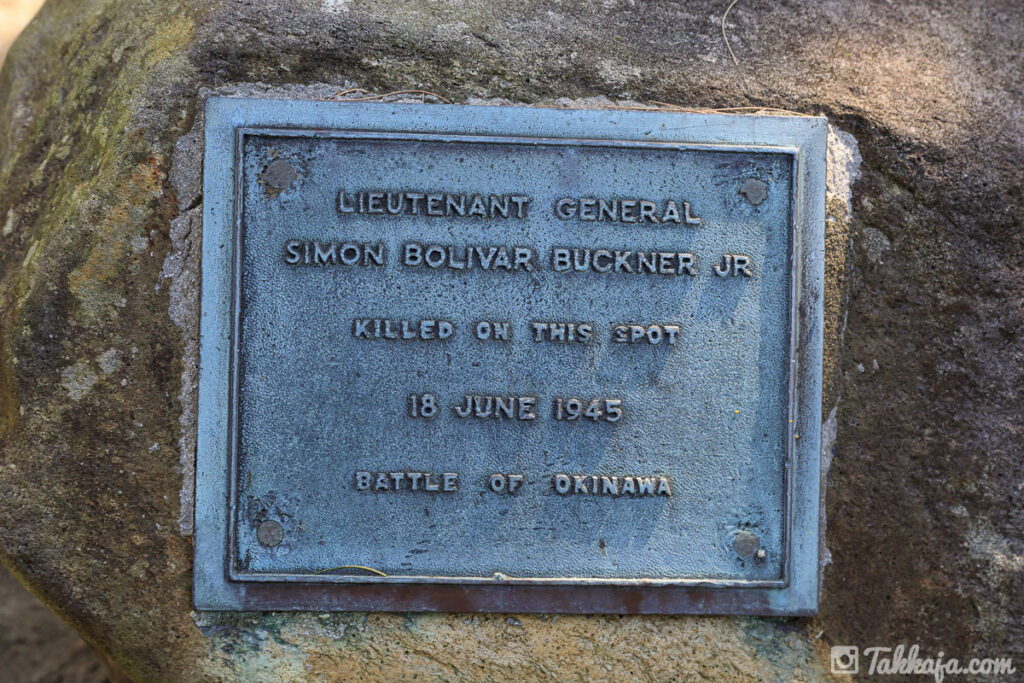 LIEUTENANT GENERAL
SIMON BOLIVAR BUCKNER JR
KILLED ON THIS SPOT
18 JUNE 1945
BATTLE OF OKINAWA
Takkaja.com